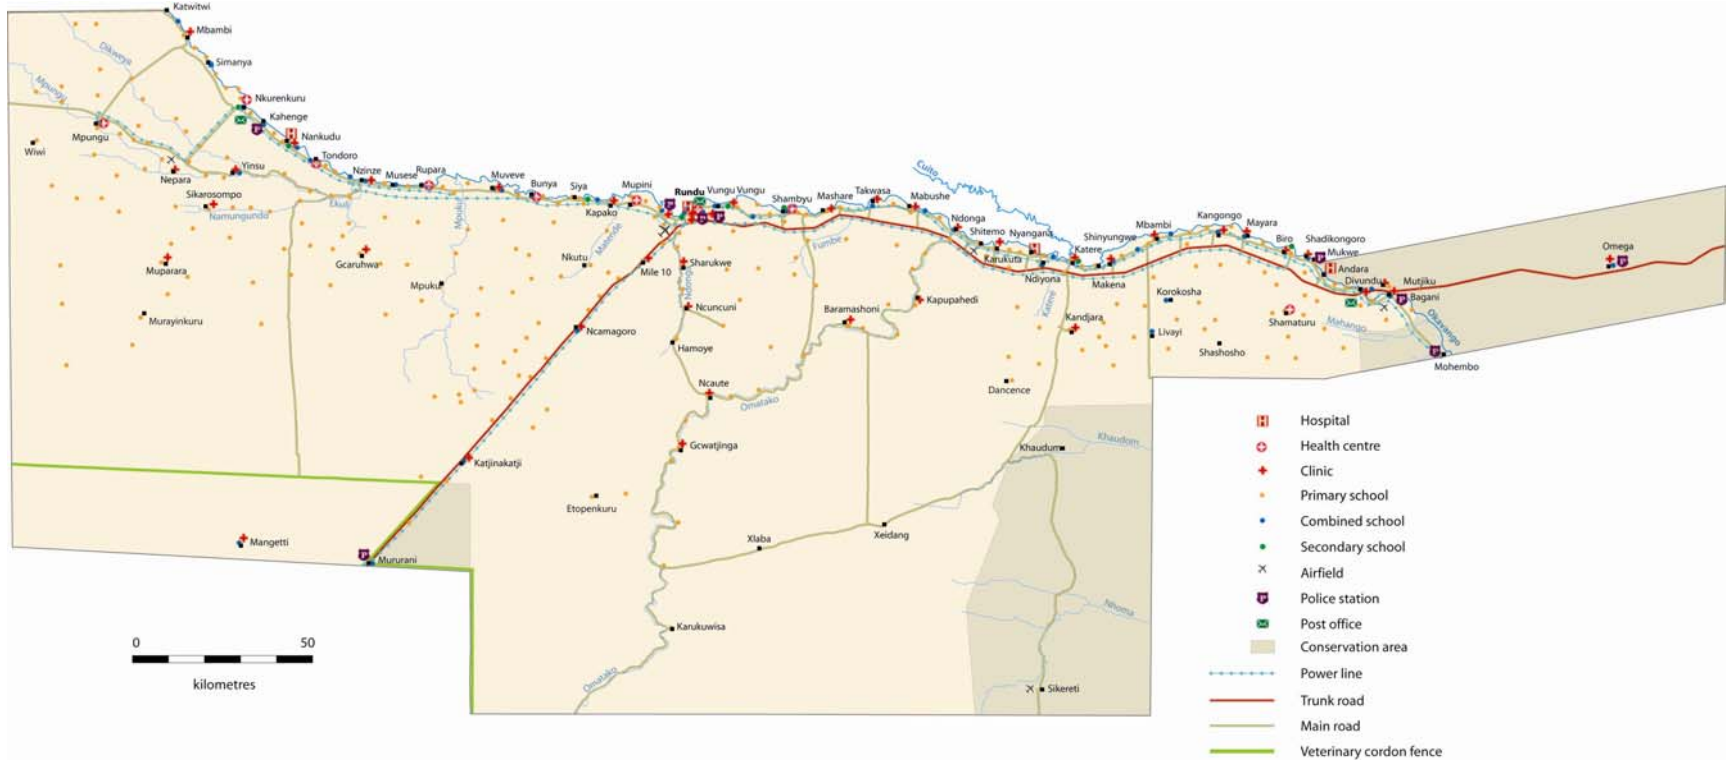 Katwitwi
Mbambi
Simanya
Dikweya
Mpungu
Nkurenkuru
Kahenge
Mpungu
Nankudu
Wiwi
Tondoro
Yinsu
Nepara
Nzinze
Musese
Rupara
Muveve
Bunya
Siya
Mupini
Rundu
Vungu Vungu
Shambyu
Mashare
Takwasa
Mabushe
Cuito
Sikarosompo
Namungundo
Ekuli
Mpuku
Kapako
Ndonga
Shitemo
Nyangana
Katere
Shinyungwe
Mbambi
Kangongo
Mayara
Biro
Shadikongoro
Mukwe
Andara
Omega
Muparara
Gcaruhwa
Nkutu
Matende
Mile 10
Sharukwe
Ndonga
Fumbe
Karukuta
Ndiyona
Makena
Divundu
Mutjiku
Bagani
Mpuku
Murayinkuru
Ncamagoro
Ncuncuni
Hamoye
Baramashoni
Kapupahedi
Katere
Kandjara
Korokosha
Livayi
Shamaturu
Shashosho
Mahango
Okavango
Mohembo
Ncaute
Omatako
Dancence
Gcwatjinga
Khaudum
Khaudom
Katjinakatji
Etopenkuru
Xlaba
Xeidang
Mangetti
Mururani
Nhoma
Karukuwisa
Omatako
Sikereti
0 50
kilometres
Hospital
Health centre
Clinic
Primary school
Combined school
Secondary school
Airfield
Police station
Post office
Conservation area
Power line
Trunk road
Main road
Veterinary cordon fence